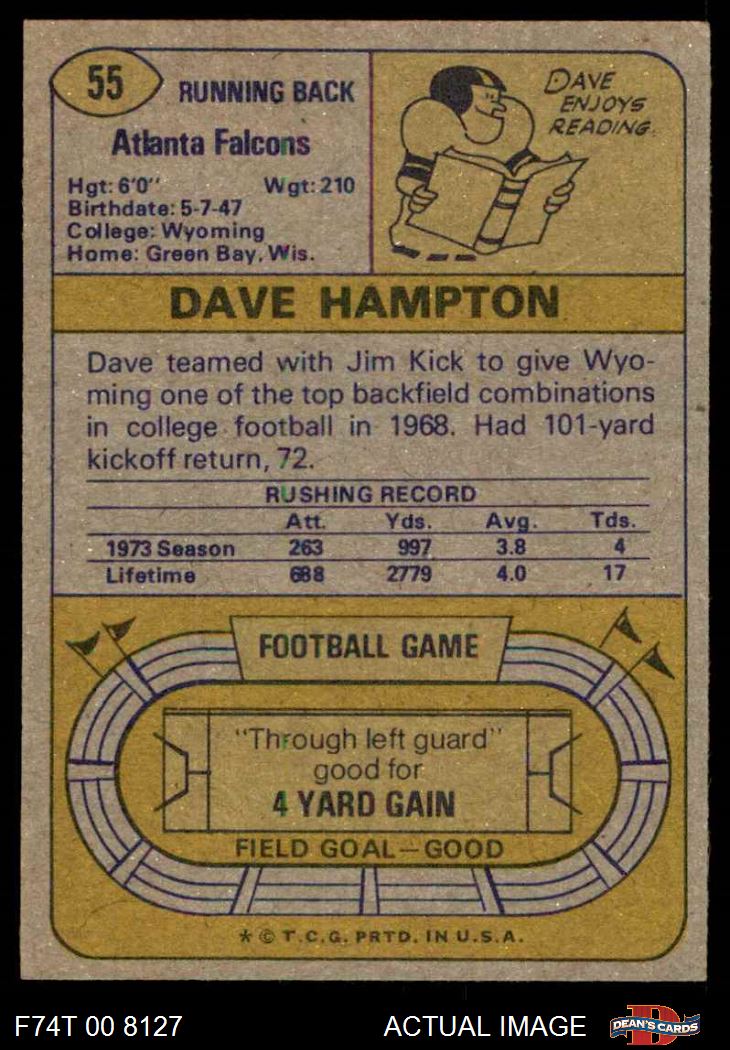 55
RUNNING BACK
Atlanta Falcons
Hgt: 6'0" Wgt: 210
Birthdate: 5-7-47
College: Wyoming
Home: Green Bay, Wis.
DAVE
ENJOYS
READING.
DAVE HAMPTON
Dave teamed with Jim Kick to give Wyo-
ming one of the top backfield combinations
in college football in 1968. Had 101-yard
kickoff return, 72.
RUSHING RECORD
Att. Yds. Avg. Tds.
1973 Season 263 997 3.8 4
Lifetime 688 2779 4.0 17
FOOTBALL GAME
"Through left guard"
good for
4 YARD GAIN
FIELD GOAL—GOOD
* © T.C.G. PRTD. IN U.S.A.
F74T 00 8127 ACTUAL IMAGE
D
DEAN'S CARDS